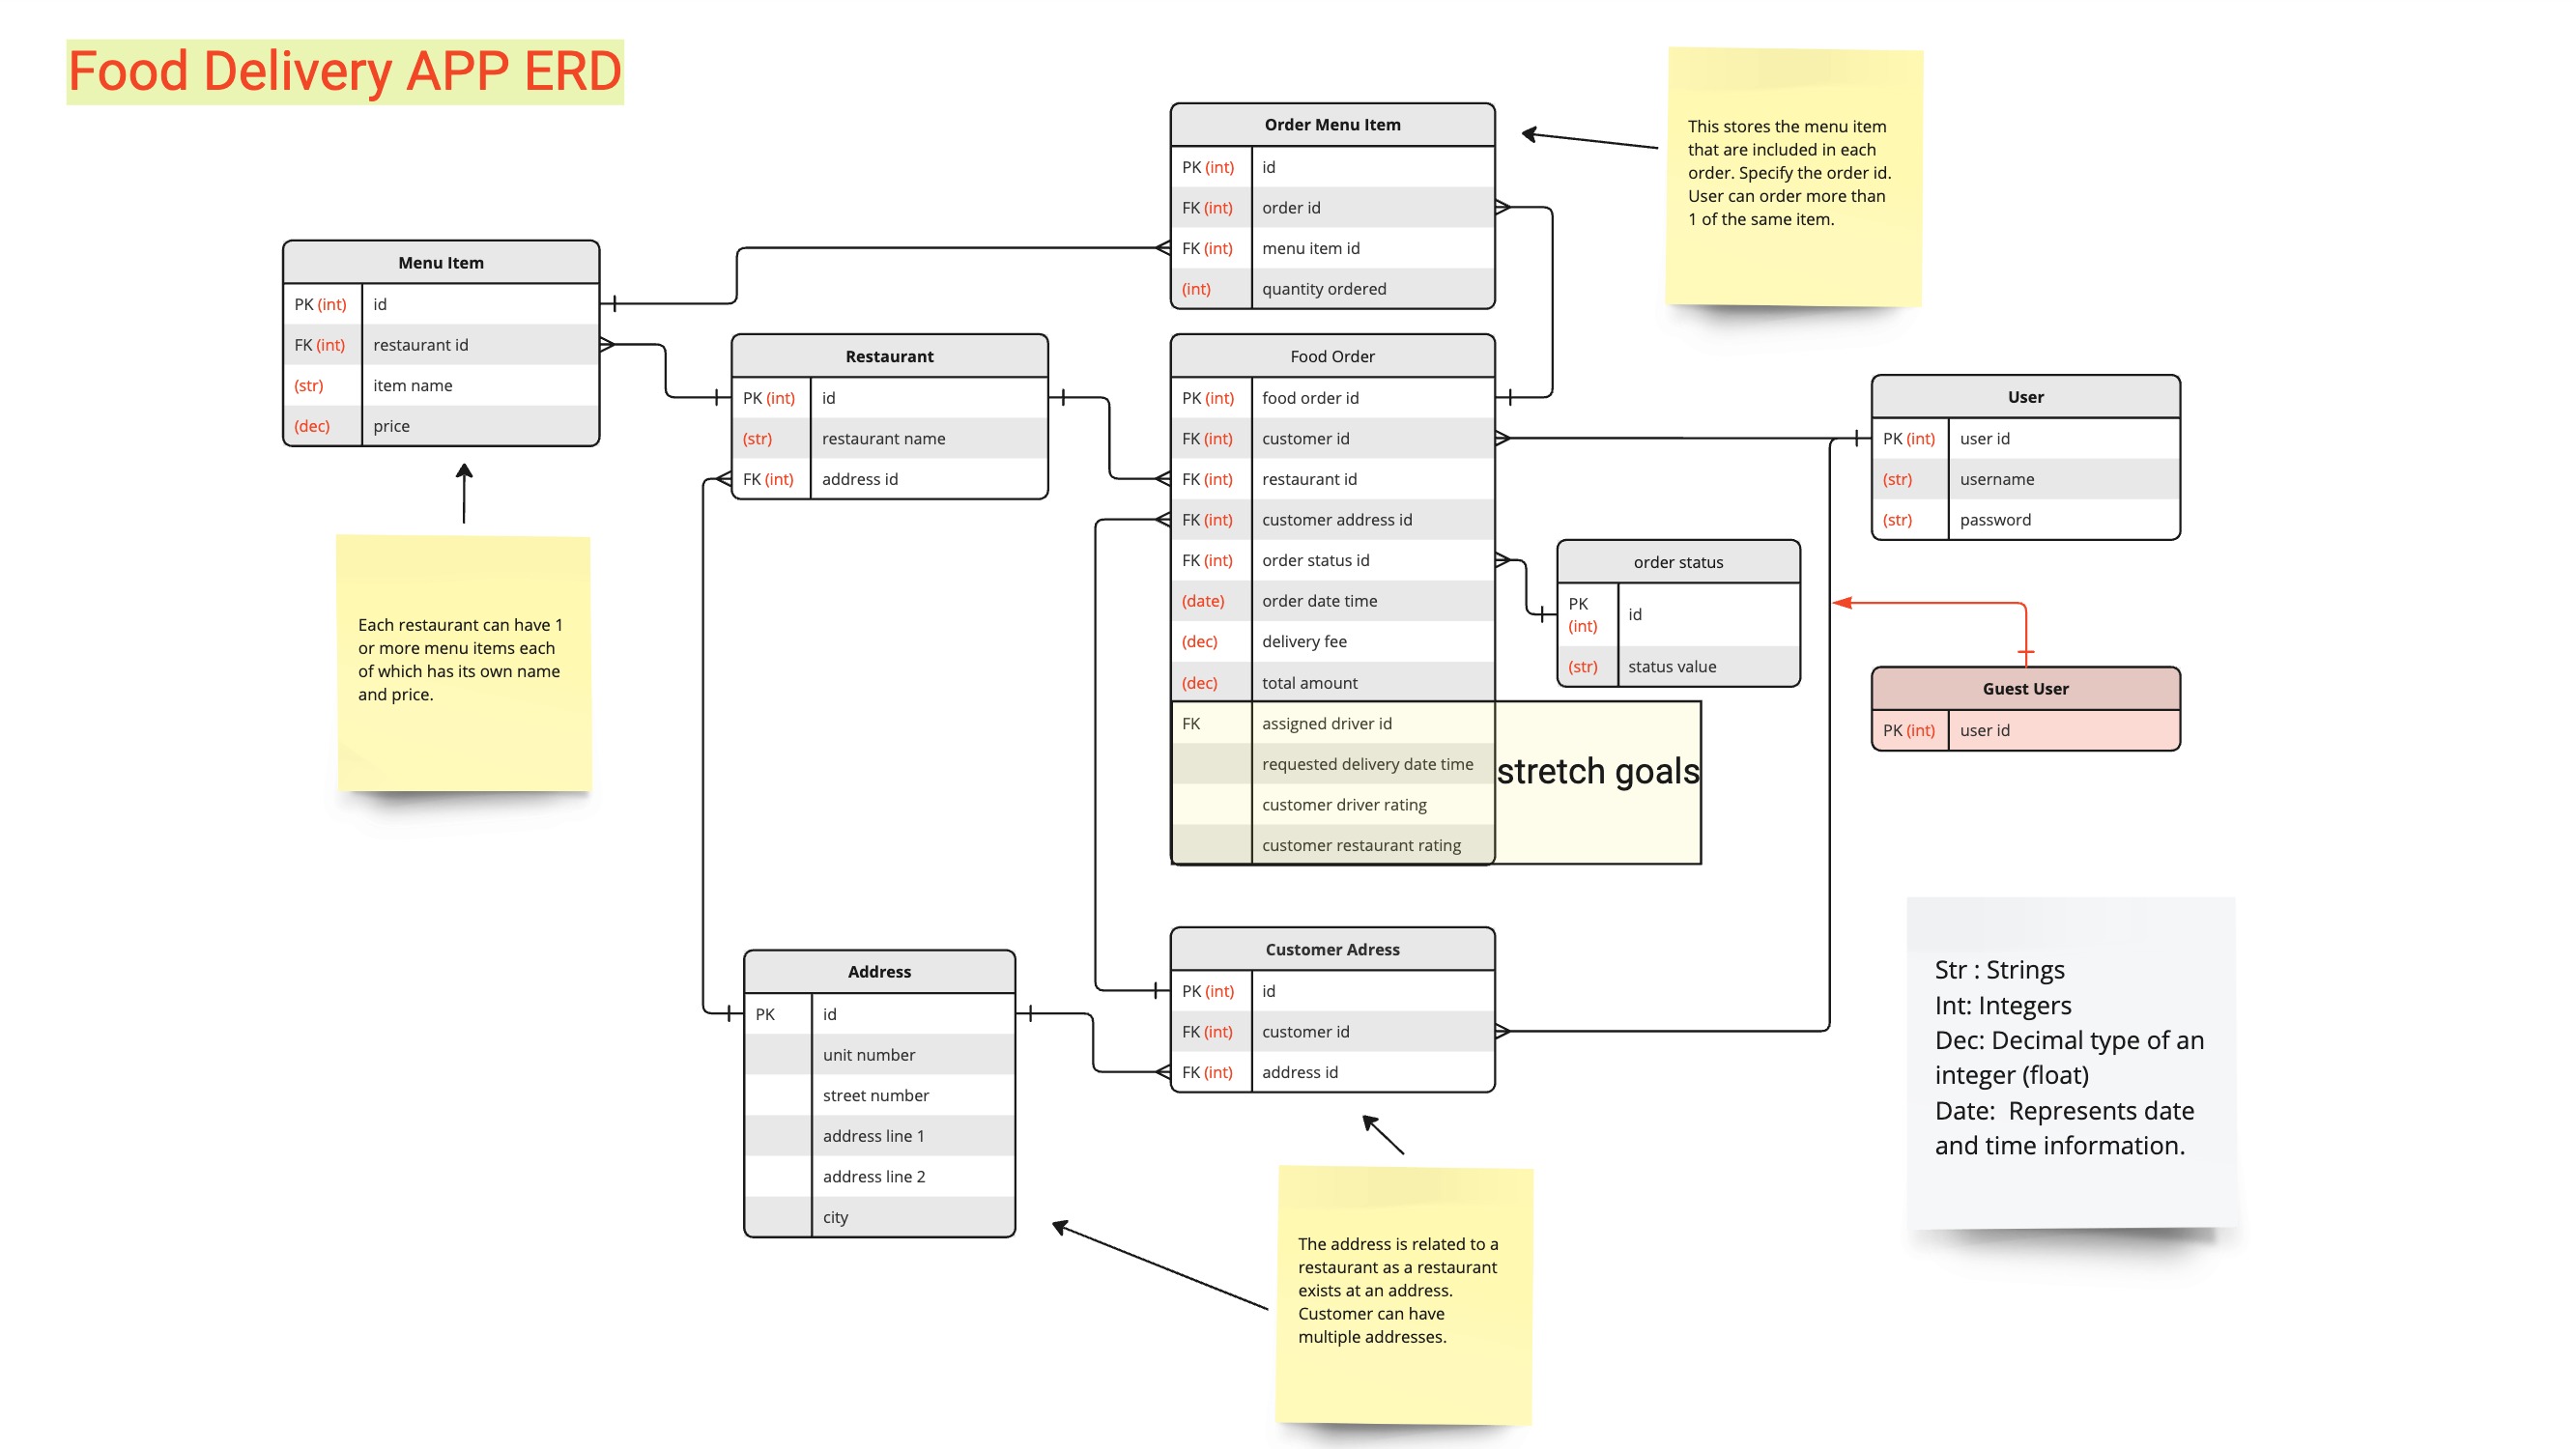 Food Delivery APP ERD
Order Menu Item
PK (int) id
FK (int) order id
FK (int) menu item id
(int) quantity ordered
This stores the menu item
that are included in each
order. Specify the order id.
User can order more than
1 of the same item.
Menu Item
PK (int) id
FK (int) restaurant id
(str) item name
(dec) price
Restaurant
PK (int) id
(str) restaurant name
FK (int) address id
Food Order
PK (int) food order id
FK (int) customer id
FK (int) restaurant id
FK (int) customer address id
FK (int) order status id
(date) order date time
(dec) delivery fee
(dec) total amount
FK assigned driver id
requested delivery date time
customer driver rating
customer restaurant rating
stretch goals
User
PK (int) user id
(str) username
(str) password
order status
PK
(int) id
(str) status value
Guest User
PK (int) user id
Each restaurant can have 1
or more menu items each
of which has its own name
and price.
Address
PK id
unit number
street number
address line 1
address line 2
city
Customer Adress
PK (int) id
FK (int) customer id
FK (int) address id
The address is related to a
restaurant as a restaurant
exists at an address.
Customer can have
multiple addresses.
Str : Strings
Int: Integers
Dec: Decimal type of an
integer (float)
Date:  Represents date
and time information.